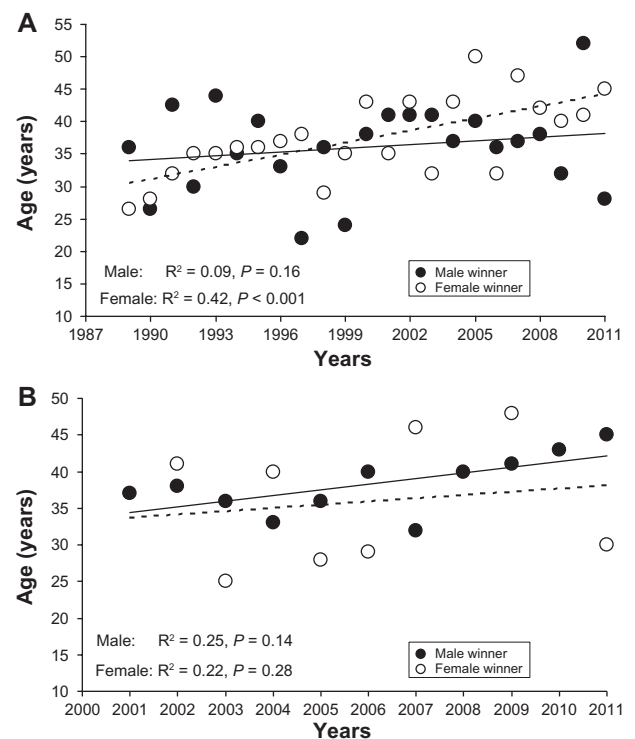 A
55
50
45
40
35
30
25
20
15
10
Age (years)
Male: R² = 0.09, P = 0.16
Female: R² = 0.42, P < 0.001
Male winner
Female winner
1987 1990 1993 1996 1999 2002 2005 2008 2011
Years
B
50
45
40
35
30
25
20
15
10
Age (years)
Male: R² = 0.25, P = 0.14
Female: R² = 0.22, P = 0.28
Male winner
Female winner
2000 2001 2002 2003 2004 2005 2006 2007 2008 2009 2010 2011
Years